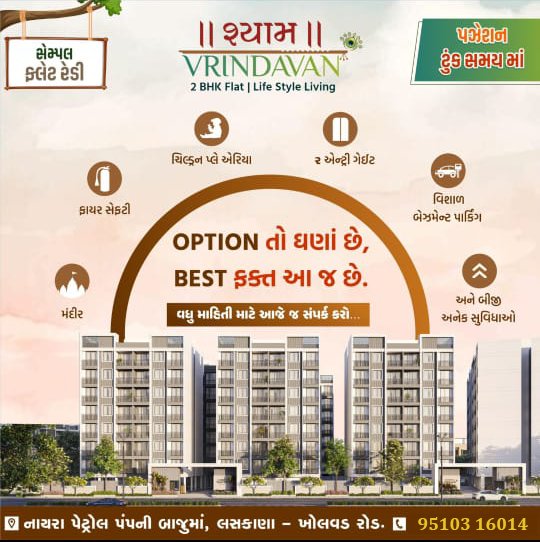 સેમ્પલ
ફ્લેટ રેડી
॥ શ્યામ ॥
VRINDAVAN
2 BHK Flat | Life Style Living
પઝેશન
ટુંક સમય માં
ચિલ્ડ્રન પ્લે એરિયા
૨ એન્ટ્રી ગેઈટ
ફાયર સેફટી
વિશાળ
બેઝમેન્ટ પાર્કિંગ
મંદીર
અને બીજી
અનેક સુવિધાઓ
OPTION તો ઘણાં છે,
BEST ફક્ત આ જ છે.
વધુ માહિતી માટે આજે જ સંપર્ક કરો...
નાયરા પેટ્રોલ પંપની બાજુમાં, લસકાણા – ખોલવડ રોડ. 95103 16014